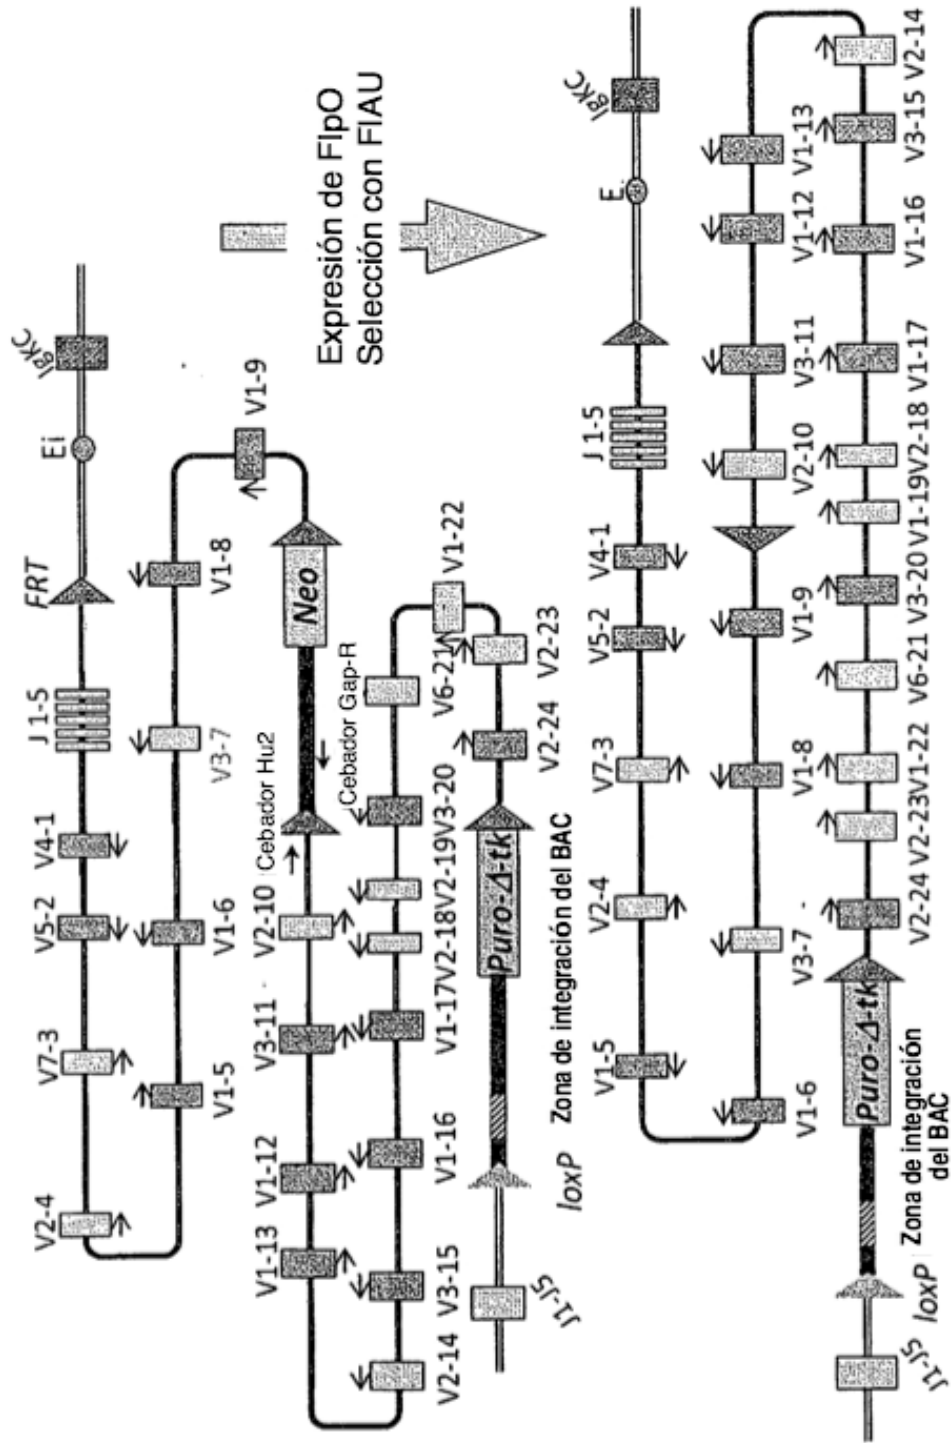 V2-4 V7-3 V5-2 V4-1 J 1-5 FRT Ei IgKC
V1-5 V1-6 V3-7 V1-8 V1-9
V1-13 V1-12 V3-11 V2-10 Cebador Hu2 Neo
Cebador Gap-R
V2-14 V3-15 V1-16 V1-17 V2-18 V2-19 V3-20 V6-21 V1-22
J1-J5 loxP Puro-Δ-tk V2-24 V2-23
Zona de integración del BAC
Expresión de FlpO
Selección con FIAU
V1-5 V2-4 V7-3 V5-2 V4-1 J 1-5 E. IgKC
V1-6 V3-7 V1-8 V1-9 V2-10 V3-11 V1-12 V1-13
J1-J5 loxP Puro-Δ-tk V2-24 V2-23 V1-22 V6-21 V3-20 V1-19 V2-18 V1-17 V1-16 V3-15 V2-14
Zona de integración
del BAC